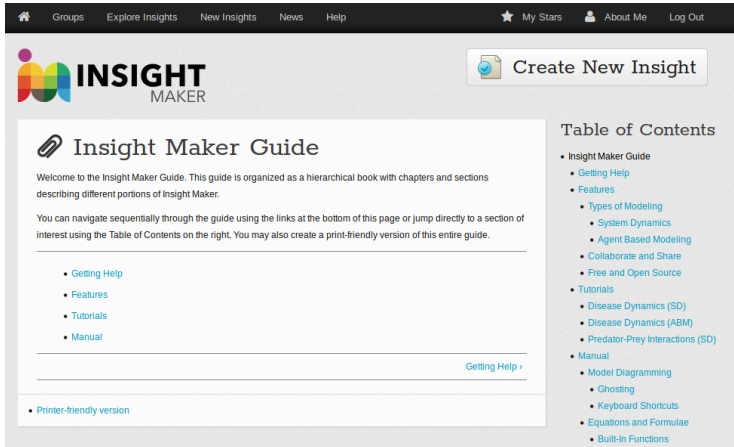 Groups Explore Insights New Insights News Help My Stars About Me Log Out
INSIGHT
MAKER
Create New Insight
Insight Maker Guide
Welcome to the Insight Maker Guide. This guide is organized as a hierarchical book with chapters and sections
describing different portions of Insight Maker.
You can navigate sequentially through the guide using the links at the bottom of this page or jump directly to a section of
interest using the Table of Contents on the right. You may also create a print-friendly version of this entire guide.
• Getting Help
• Features
• Tutorials
• Manual
Getting Help ›
• Printer-friendly version
Table of Contents
• Insight Maker Guide
• Getting Help
• Features
• Types of Modeling
• System Dynamics
• Agent Based Modeling
• Collaborate and Share
• Free and Open Source
• Tutorials
• Disease Dynamics (SD)
• Disease Dynamics (ABM)
• Predator-Prey Interactions (SD)
• Manual
• Model Diagramming
• Ghosting
• Keyboard Shortcuts
• Equations and Formulae
• Built-In Functions